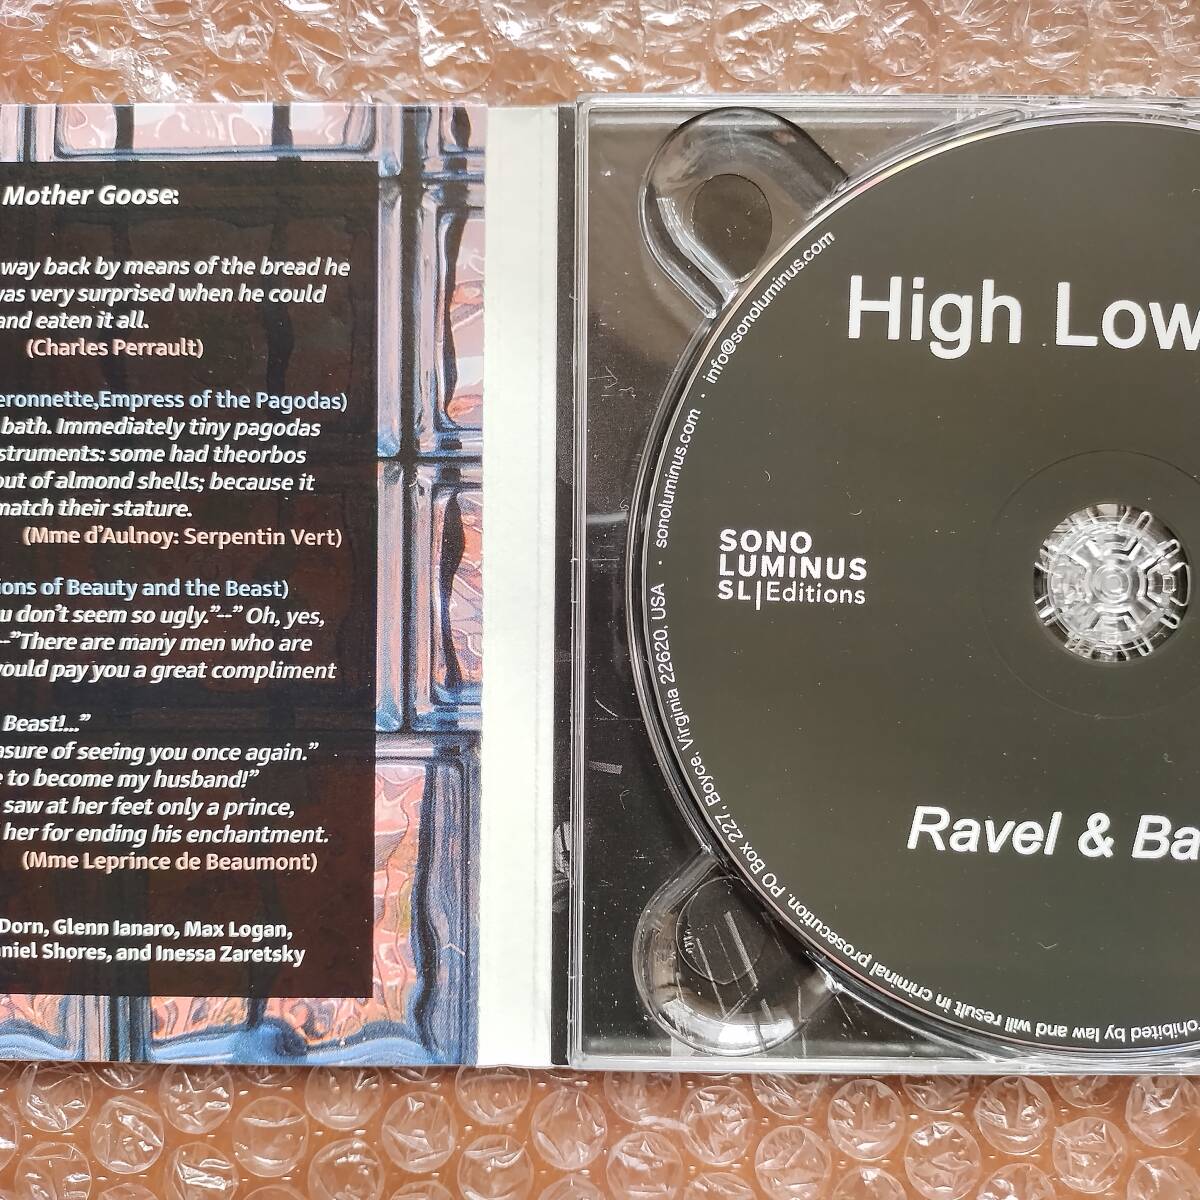 Mother Goose:
way back by means of the bread he
was very surprised when he could
and eaten it all.
(Charles Perrault)
eronnette,Empress of the Pagodas)
bath. Immediately tiny pagodas
struments: some had theorbos
out of almond shells; because it
match their stature.
(Mme d'Aulnoy: Serpentin Vert)
ions of Beauty and the Beast)
u don't seem so ugly."--" Oh, yes,
--"There are many men who are
would pay you a great compliment
Beast!..."
asure of seeing you once again."
e to become my husband!"
saw at her feet only a prince,
her for ending his enchantment.
(Mme Leprince de Beaumont)
Dorn, Glenn Ianaro, Max Logan,
aniel Shores, and Inessa Zaretsky
High Low
SONO
LUMINUS
SL|Editions
Ravel & Ba
ohibited by law and will result in criminal prosecution. PO Box 227, Boyce, Virginia 22620, USA · sonoluminus.com · info@sonoluminus.com